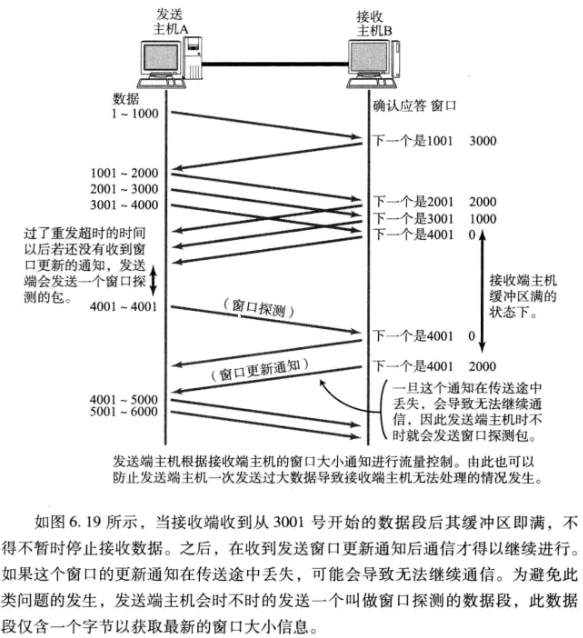 发送
主机A
接收
主机B
数据
确认应答 窗口
1～1000
下一个是1001 3000
1001～2000
2001～3000
3001～4000
下一个是2001 2000
下一个是3001 1000
下一个是4001 0
过了重发超时的时间
以后若还没有收到窗
口更新的通知，发送
端会发送一个窗口探
测的包。
接收端主机
缓冲区满的
状态下。
4001～4001
（窗口探测）
下一个是4001 0
（窗口更新通知）
下一个是4001 2000
4001～5000
5001～6000
一旦这个通知在传送途中
丢失，会导致无法继续通
信，因此发送端主机时不
时就会发送窗口探测包。
发送端主机根据接收端主机的窗口大小通知进行流量控制。由此也可以
防止发送端主机一次发送过大数据导致接收端主机无法处理的情况发生。
如图6.19所示，当接收端收到从3001号开始的数据段后其缓冲区即满，不
得不暂时停止接收数据。之后，在收到发送窗口更新通知后通信才得以继续进行。
如果这个窗口的更新通知在传送途中丢失，可能会导致无法继续通信。为避免此
类问题的发生，发送端主机会时不时的发送一个叫做窗口探测的数据段，此数据
段仅含一个字节以获取最新的窗口大小信息。